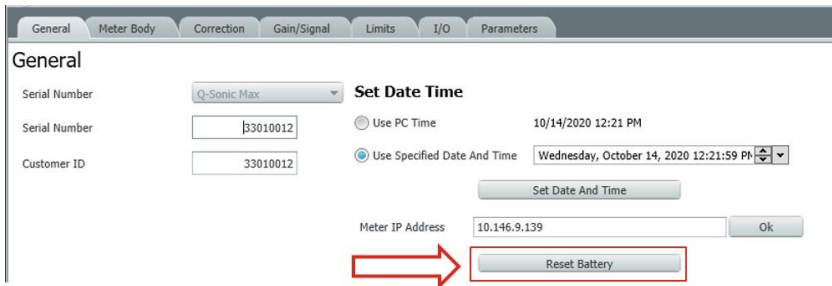 General Meter Body Correction Gain/Signal Limits I/O Parameters
General
Serial Number Q-Sonic Max
Serial Number 33010012
Customer ID 33010012
Set Date Time
Use PC Time 10/14/2020 12:21 PM
Use Specified Date And Time Wednesday, October 14, 2020 12:21:59 PM
Set Date And Time
Meter IP Address 10.146.9.139 Ok
Reset Battery